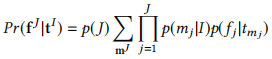 Pr(𝐟^J|𝐭^I) = p(J) ∑_{𝐦^J} ∏_{j=1}^{J} p(m_j|I)p(f_j|t_{m_j})